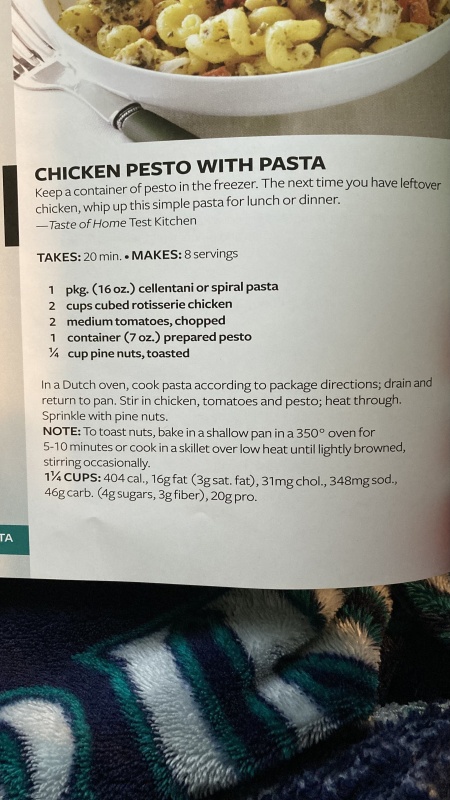 CHICKEN PESTO WITH PASTA
Keep a container of pesto in the freezer. The next time you have leftover
chicken, whip up this simple pasta for lunch or dinner.
—Taste of Home Test Kitchen
TAKES: 20 min. • MAKES: 8 servings
1 pkg. (16 oz.) cellentani or spiral pasta
2 cups cubed rotisserie chicken
2 medium tomatoes, chopped
1 container (7 oz.) prepared pesto
¼ cup pine nuts, toasted
In a Dutch oven, cook pasta according to package directions; drain and
return to pan. Stir in chicken, tomatoes and pesto; heat through.
Sprinkle with pine nuts.
NOTE: To toast nuts, bake in a shallow pan in a 350° oven for
5-10 minutes or cook in a skillet over low heat until lightly browned,
stirring occasionally.
1¼ CUPS: 404 cal., 16g fat (3g sat. fat), 31mg chol., 348mg sod.,
46g carb. (4g sugars, 3g fiber), 20g pro.
TA